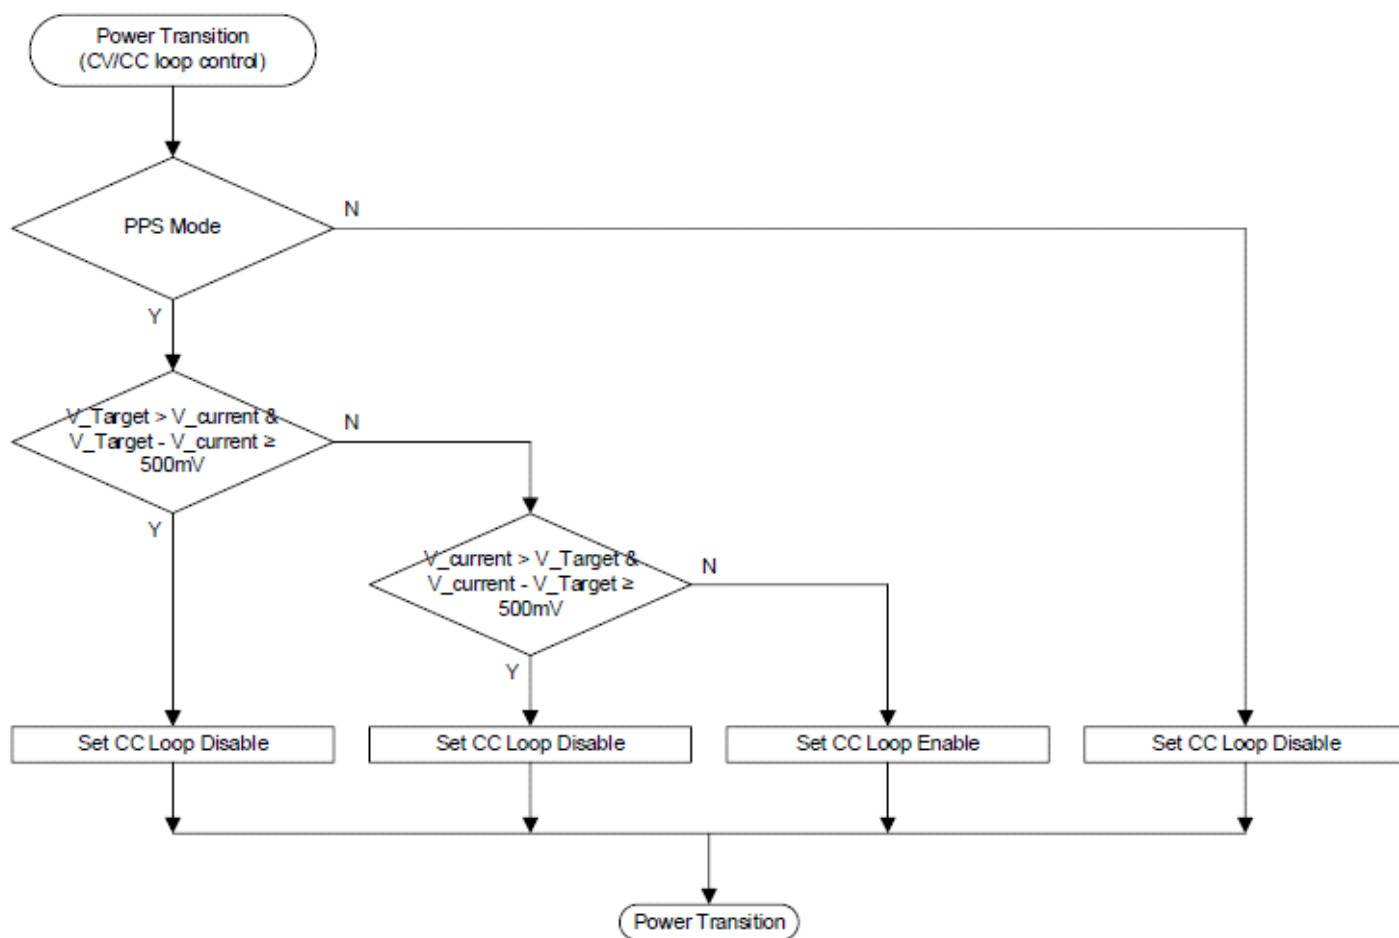 Power Transition
(CV/CC loop control)
PPS Mode
N
Y
V_Target > V_current &
V_Target - V_current ≥
500mV
N
Y
V_current > V_Target &
V_current - V_Target ≥
500mV
N
Y
Set CC Loop Disable
Set CC Loop Disable
Set CC Loop Enable
Set CC Loop Disable
Power Transition